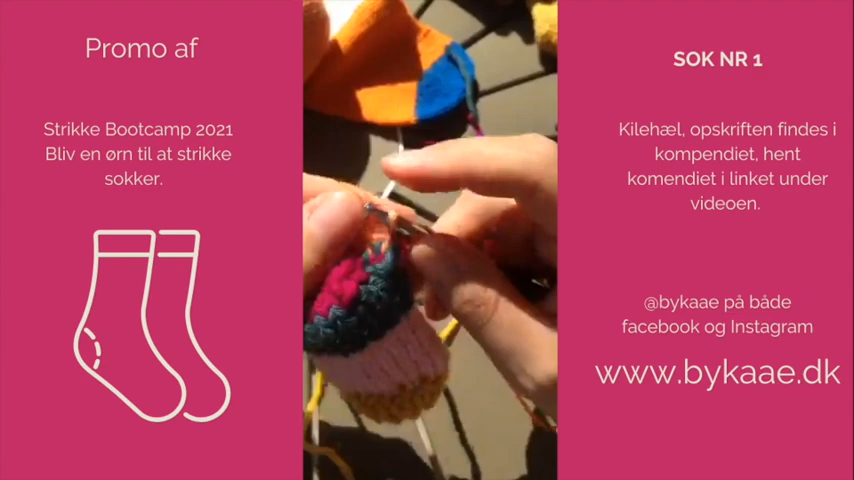 Promo af
Strikke Bootcamp 2021
Bliv en ørn til at strikke
sokker.
SOK NR 1
Kilehæl, opskriften findes i
kompendiet, hent
komendiet i linket under
videoen.
@bykaae på både
facebook og Instagram
www.bykaae.dk